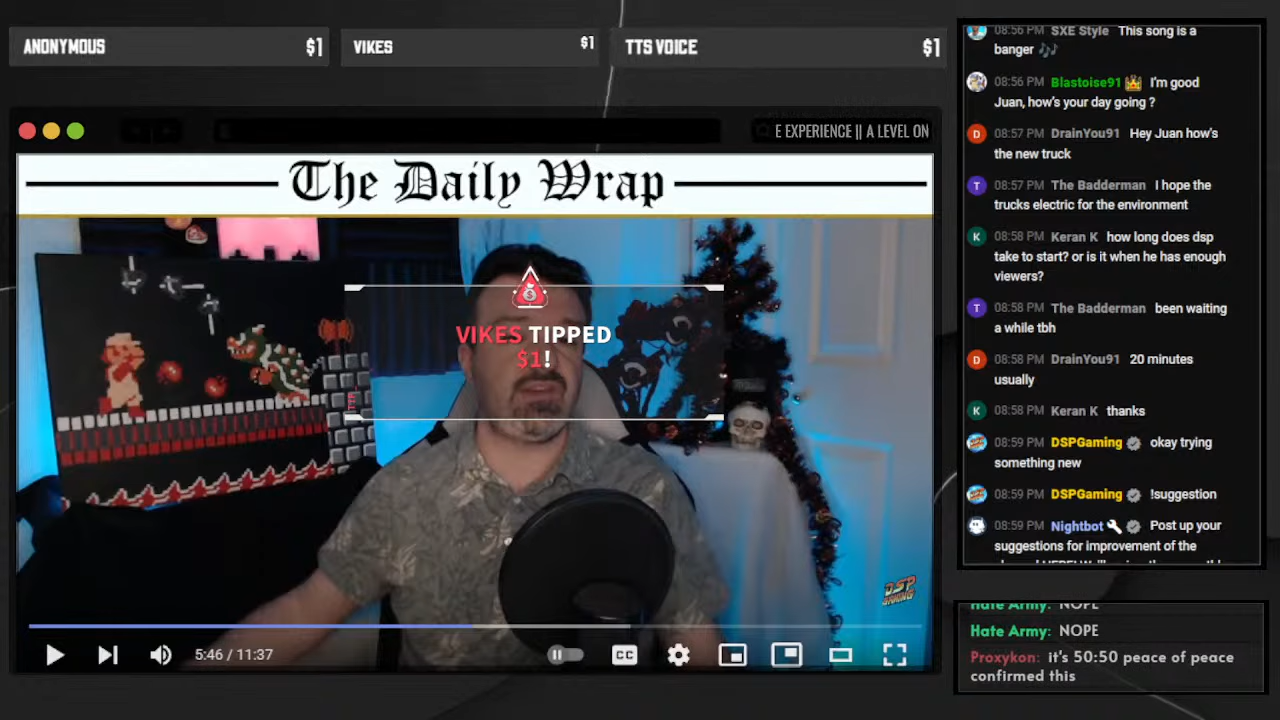 ANONYMOUS $1
VIKES $1
TTS VOICE $1
E EXPERIENCE || A LEVEL ON
The Daily Wrap
VIKES TIPPED
$1!
DSP
GAMING
5:46 / 11:37
CC
08:56 PM SXE Style This song is a
banger
08:56 PM Blastoise91 I'm good
Juan, how's your day going ?
D 08:57 PM DrainYou91 Hey Juan how's
the new truck
T 08:57 PM The Badderman I hope the
trucks electric for the environment
K 08:58 PM Keran K how long does dsp
take to start? or is it when he has enough
viewers?
T 08:58 PM The Badderman been waiting
a while tbh
D 08:58 PM DrainYou91 20 minutes
usually
K 08:58 PM Keran K thanks
08:59 PM DSPGaming okay trying
something new
08:59 PM DSPGaming !suggestion
08:59 PM Nightbot Post up your
suggestions for improvement of the
Hate Army: NOPE
Hate Army: NOPE
Proxykon: it's 50:50 peace of peace
confirmed this